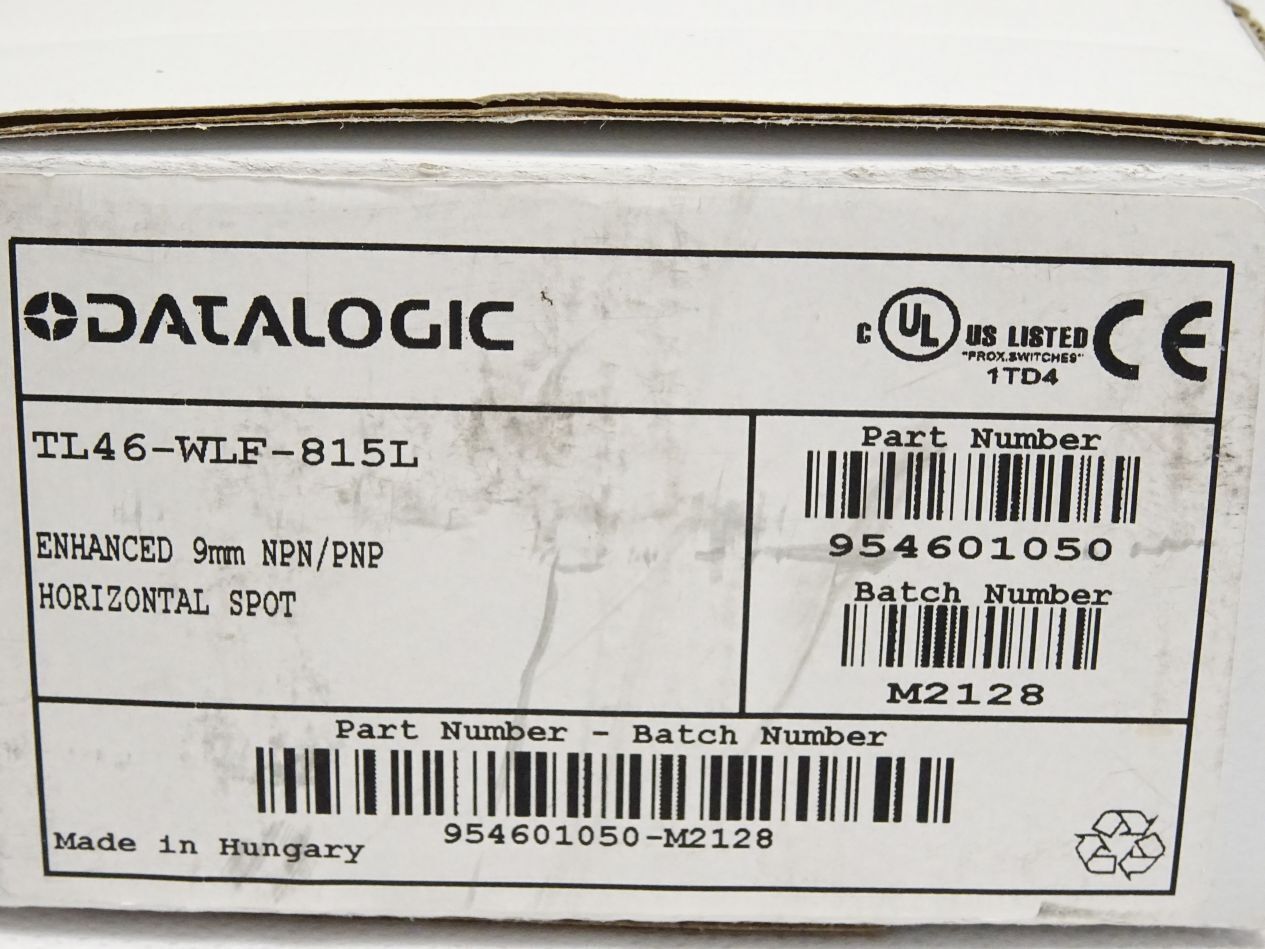 DATALOGIC
C UL US LISTED CE
"PROX.SWITCHES"
1TD4
TL46-WLF-815L
ENHANCED 9mm NPN/PNP
HORIZONTAL SPOT
Part Number
954601050
Batch Number
M2128
Part Number - Batch Number
954601050-M2128
Made in Hungary